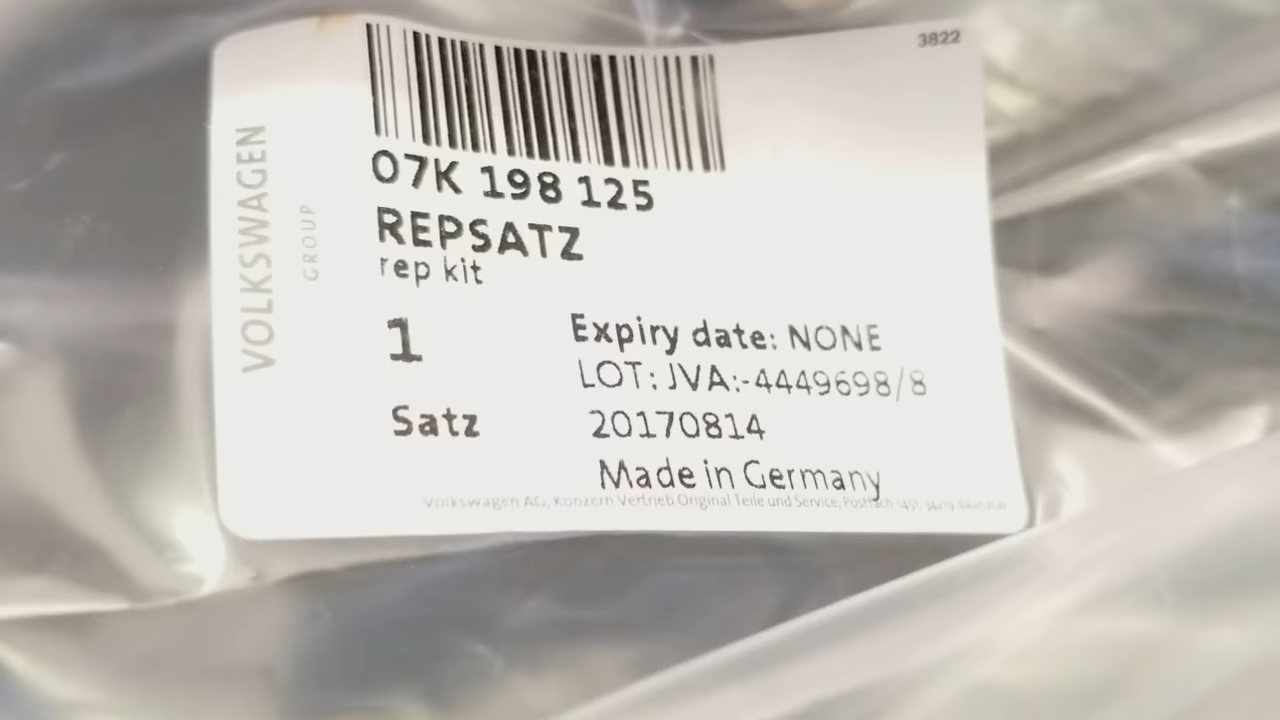 3822
VOLKSWAGEN
GROUP
07K 198 125
REPSATZ
rep kit
1
Expiry date: NONE
LOT: JVA:-4449698/8
Satz
20170814
Made in Germany
Volkswagen AG, Konzern Vertrieb Original Teile und Service, Postfach